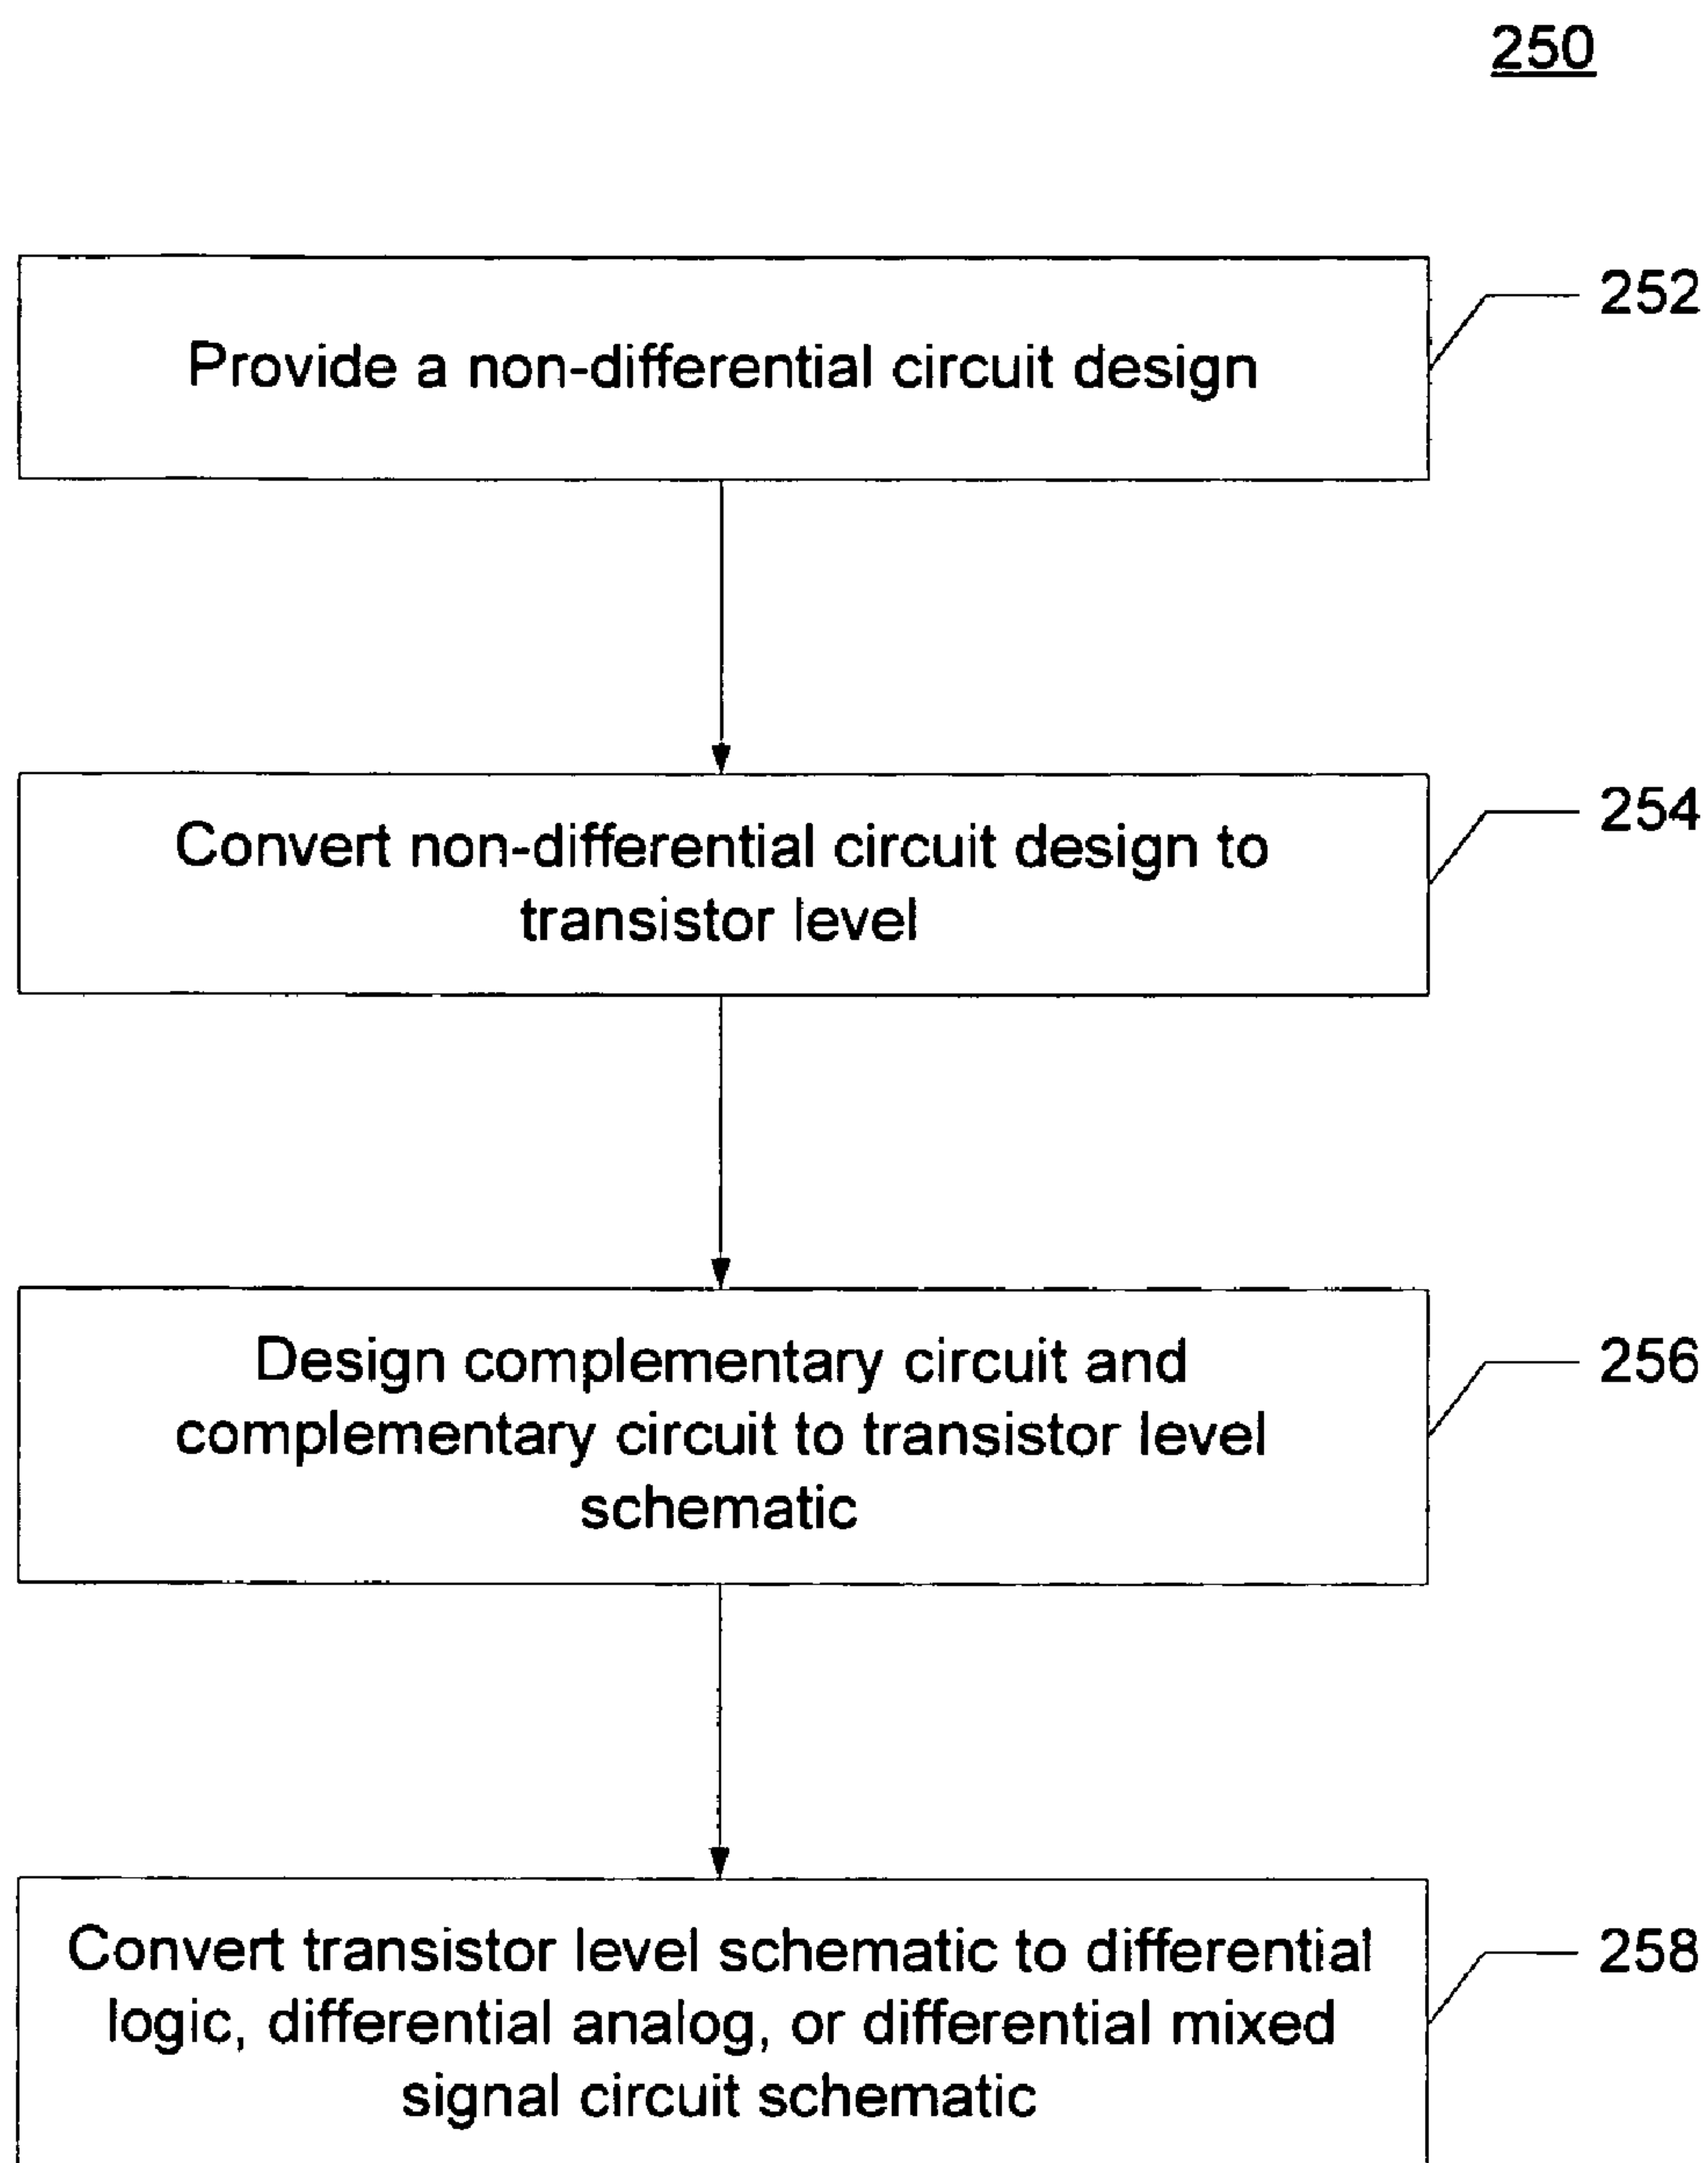 250
Provide a non-differential circuit design
252
Convert non-differential circuit design to
transistor level
254
Design complementary circuit and
complementary circuit to transistor level
schematic
256
Convert transistor level schematic to differential
logic, differential analog, or differential mixed
signal circuit schematic
258